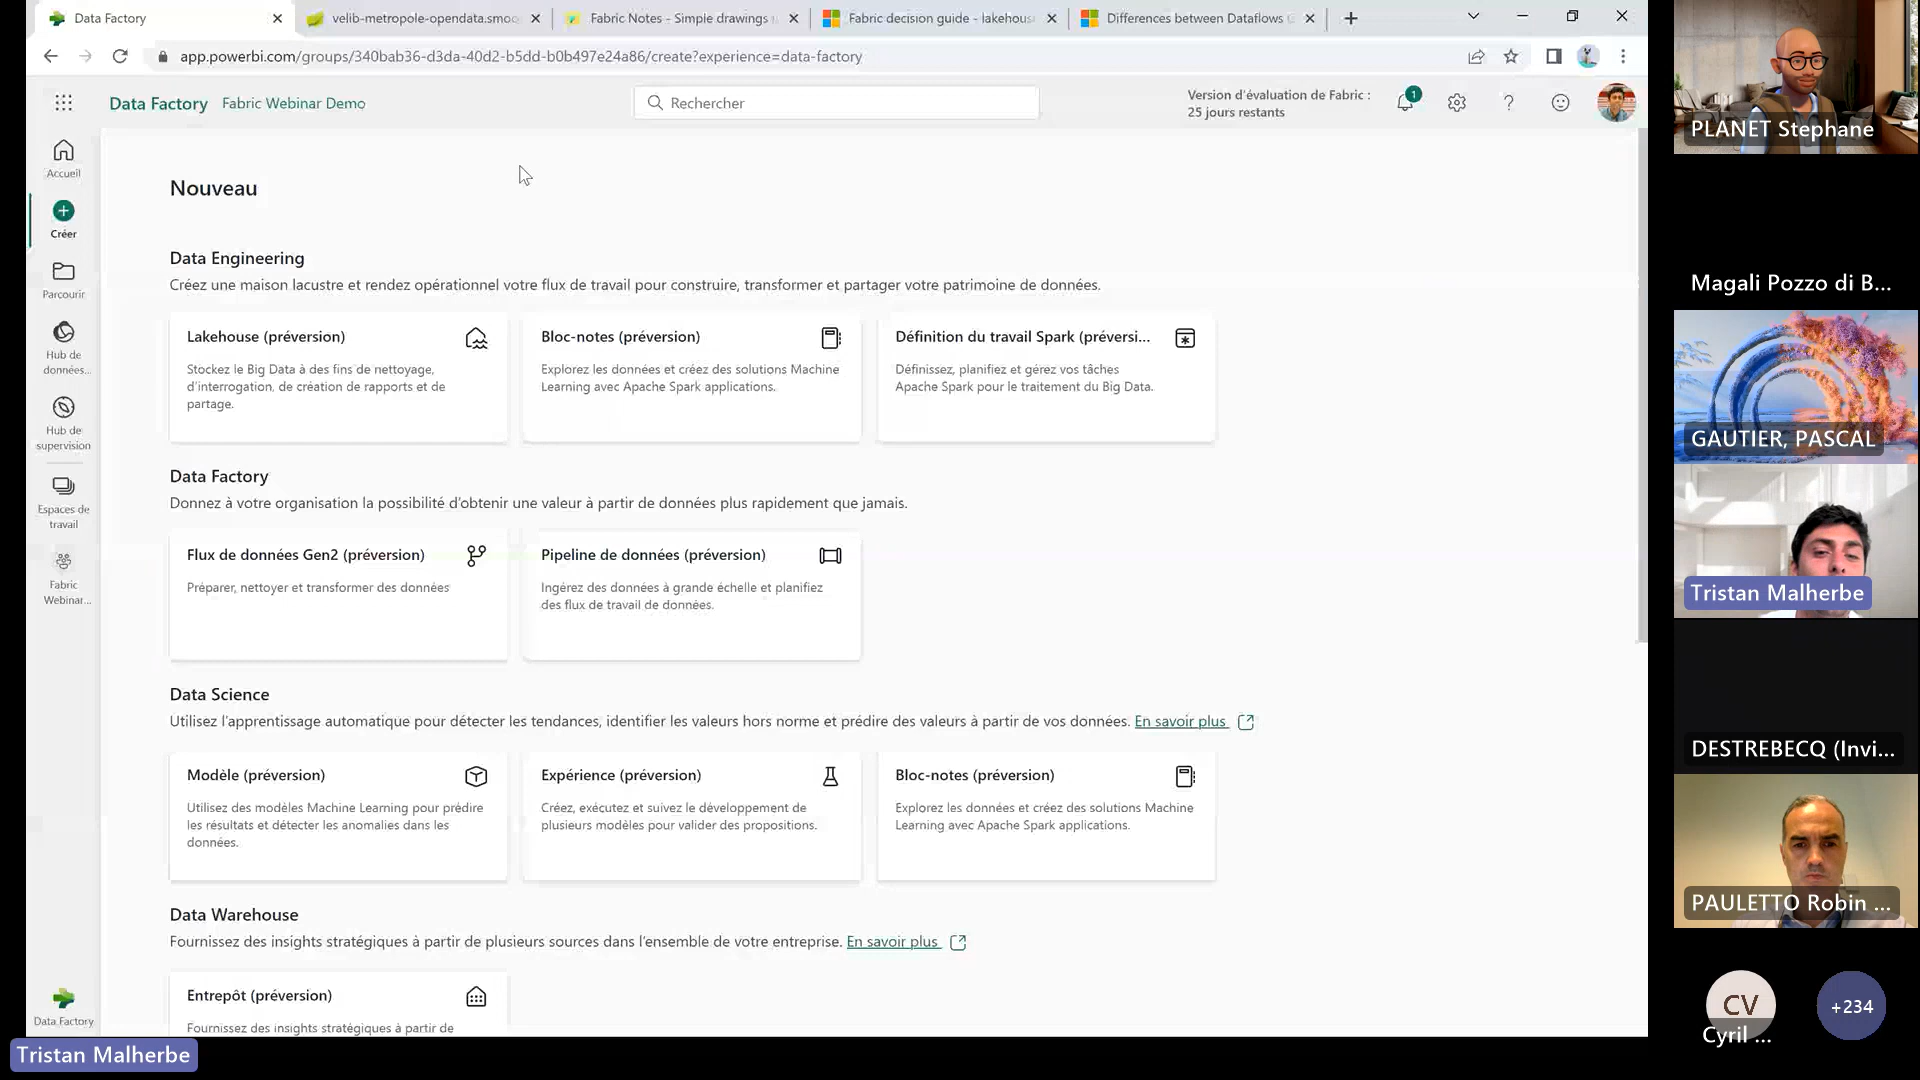 Data Factory
velib-metropole-opendata.smoo
Fabric Notes - Simple drawings
Fabric decision guide - lakehous
Differences between Dataflows G
app.powerbi.com/groups/340bab36-d3da-40d2-b5dd-b0b497e24a86/create?experience=data-factory
Data Factory Fabric Webinar Demo
Rechercher
Version d'évaluation de Fabric :
25 jours restants
1
?
Accueil
Créer
Parcourir
Hub de
données...
Hub de
supervision
Espaces de
travail
Fabric
Webinar...
Data Factory
Nouveau
Data Engineering
Créez une maison lacustre et rendez opérationnel votre flux de travail pour construire, transformer et partager votre patrimoine de données.
Lakehouse (préversion)
Stockez le Big Data à des fins de nettoyage,
d'interrogation, de création de rapports et de
partage.
Bloc-notes (préversion)
Explorez les données et créez des solutions Machine
Learning avec Apache Spark applications.
Définition du travail Spark (préversi...
Définissez, planifiez et gérez vos tâches
Apache Spark pour le traitement du Big Data.
Data Factory
Donnez à votre organisation la possibilité d'obtenir une valeur à partir de données plus rapidement que jamais.
Flux de données Gen2 (préversion)
Préparer, nettoyer et transformer des données
Pipeline de données (préversion)
Ingérez des données à grande échelle et planifiez
des flux de travail de données.
Data Science
Utilisez l'apprentissage automatique pour détecter les tendances, identifier les valeurs hors norme et prédire des valeurs à partir de vos données. En savoir plus
Modèle (préversion)
Utilisez des modèles Machine Learning pour prédire
les résultats et détecter les anomalies dans les
données.
Expérience (préversion)
Créez, exécutez et suivez le développement de
plusieurs modèles pour valider des propositions.
Bloc-notes (préversion)
Explorez les données et créez des solutions Machine
Learning avec Apache Spark applications.
Data Warehouse
Fournissez des insights stratégiques à partir de plusieurs sources dans l'ensemble de votre entreprise. En savoir plus
Entrepôt (préversion)
Fournissez des insights stratégiques à partir de
Tristan Malherbe
PLANET Stephane
Magali Pozzo di B...
GAUTIER, PASCAL
Tristan Malherbe
DESTREBECQ (Invi...
PAULETTO Robin ...
CV
Cyril ...
+234